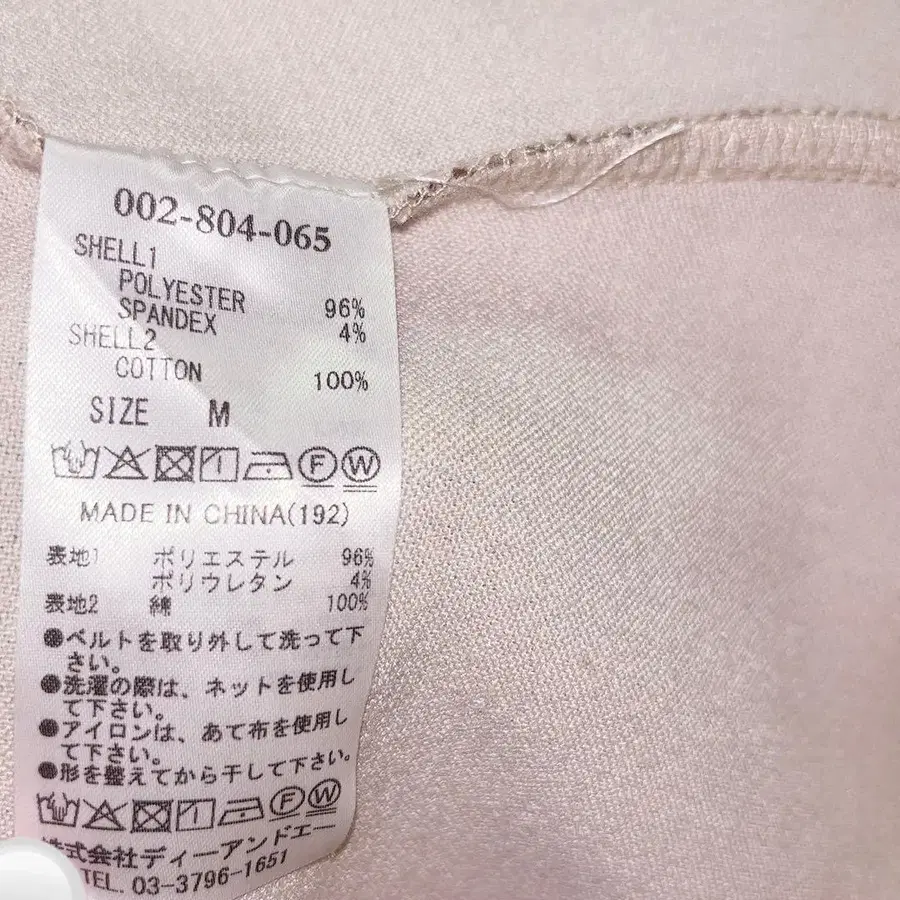 002-804-065
SHELL1
POLYESTER 96%
SPANDEX 4%
SHELL2
COTTON 100%
SIZE M
F W
MADE IN CHINA(192)
表地1 ポリエステル 96%
ポリウレタン 4%
表地2 綿 100%
●ベルトを取り外して洗って下
さい。
●洗濯の際は、ネットを使用し
て下さい。
●アイロンは、あて布を使用し
て下さい。
●形を整えてから干して下さい。
F W
株式会社ディーアンドエー
TEL. 03-3796-1651